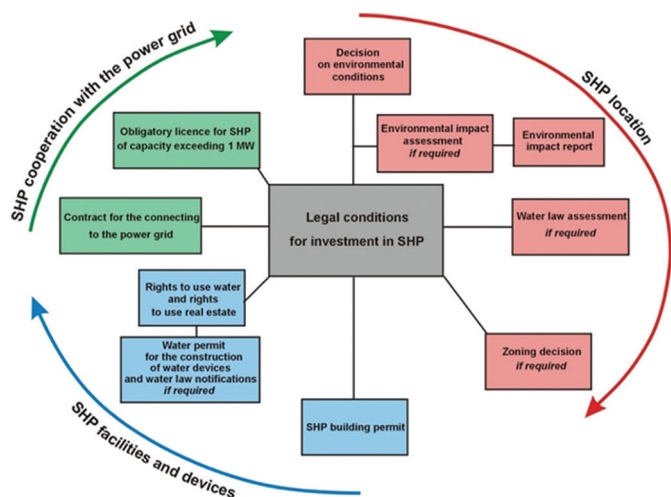 SHP cooperation with the power grid
SHP location
Decision
on environmental
conditions
Obligatory licence for SHP
of capacity exceeding 1 MW
Environmental impact
assessment
if required
Environmental
impact report
Contract for the connecting
to the power grid
Legal conditions
for investment in SHP
Water law assessment
if required
Rights to use water
and rights
to use real estate
Water permit
for the construction
of water devices
and water law notifications
if required
Zoning decision
if required
SHP building permit
SHP facilities and devices